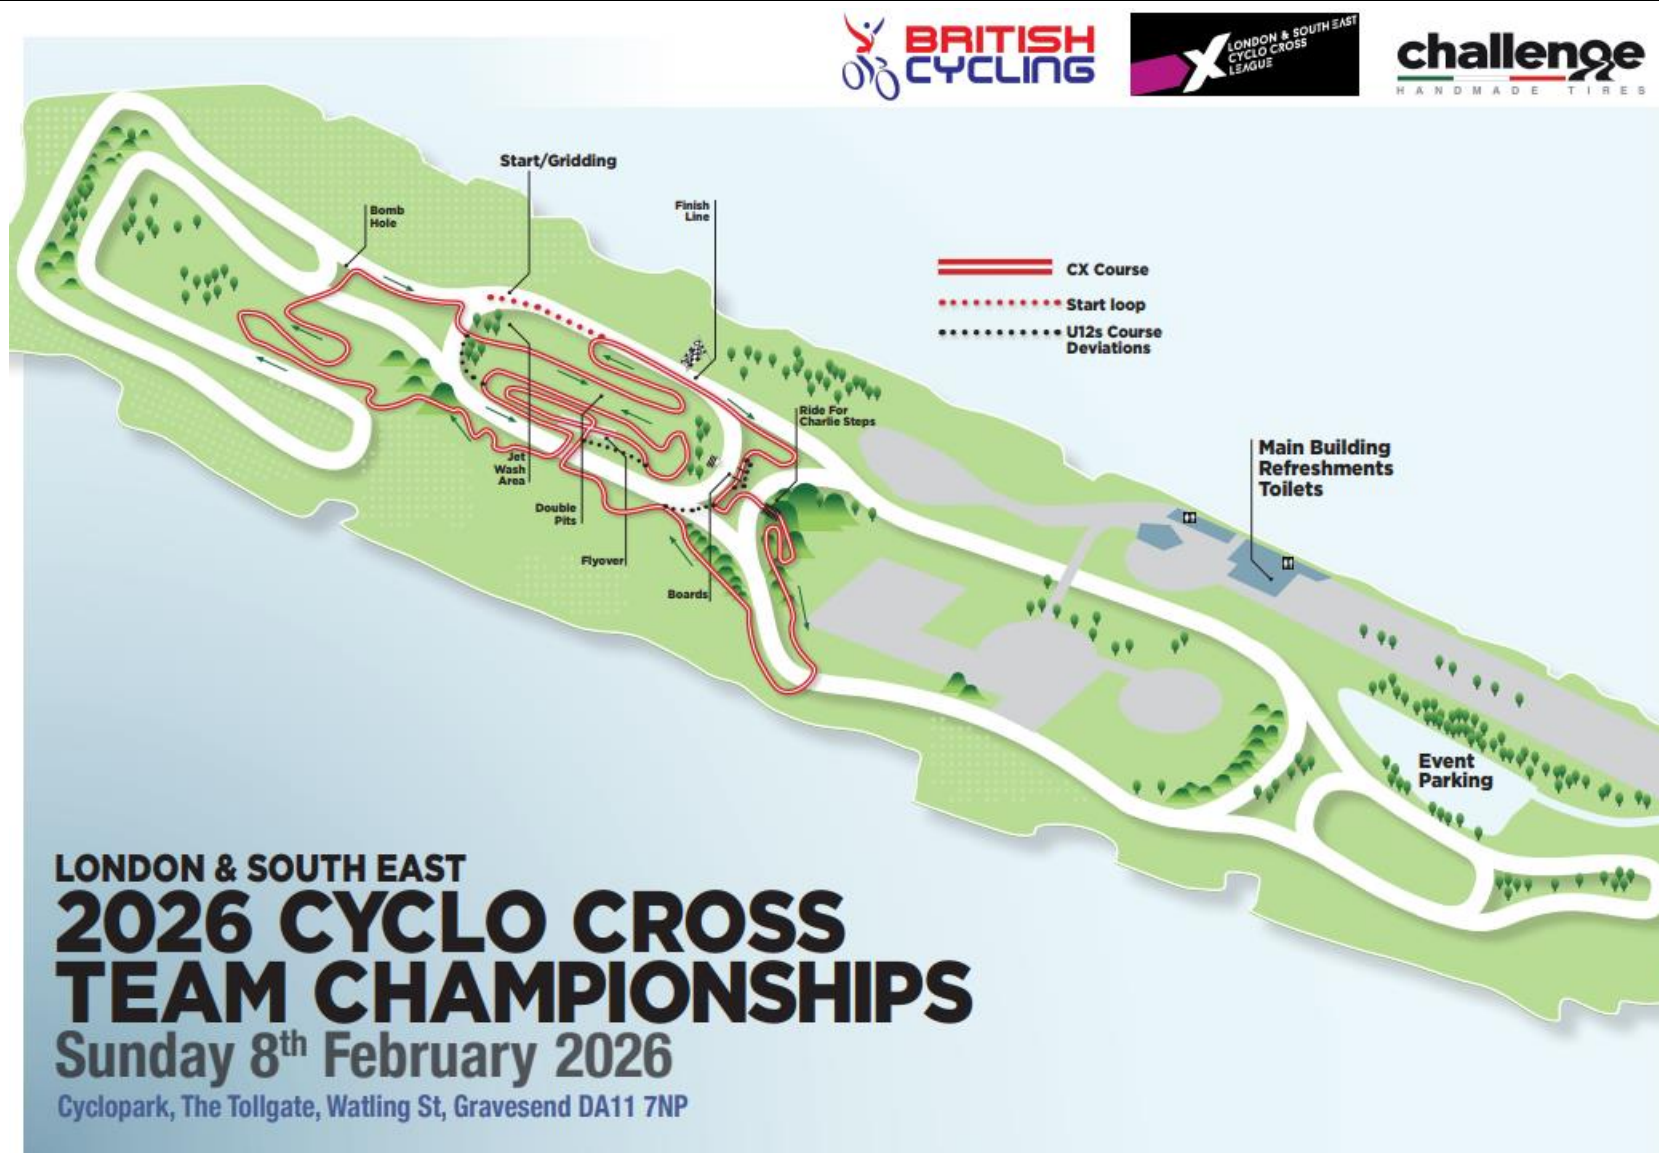 BRITISH
CYCLING
LONDON & SOUTH EAST
CYCLO CROSS
LEAGUE
challenge
HANDMADE TIRES
Start/Gridding
Bomb
Hole
Finish
Line
CX Course
Start loop
U12s Course
Deviations
Ride For
Charlie Steps
Main Building
Refreshments
Toilets
Jet
Wash
Area
Double
Pits
Flyover
Boards
Event
Parking
LONDON & SOUTH EAST
2026 CYCLO CROSS
TEAM CHAMPIONSHIPS
Sunday 8th February 2026
Cyclopark, The Tollgate, Watling St, Gravesend DA11 7NP